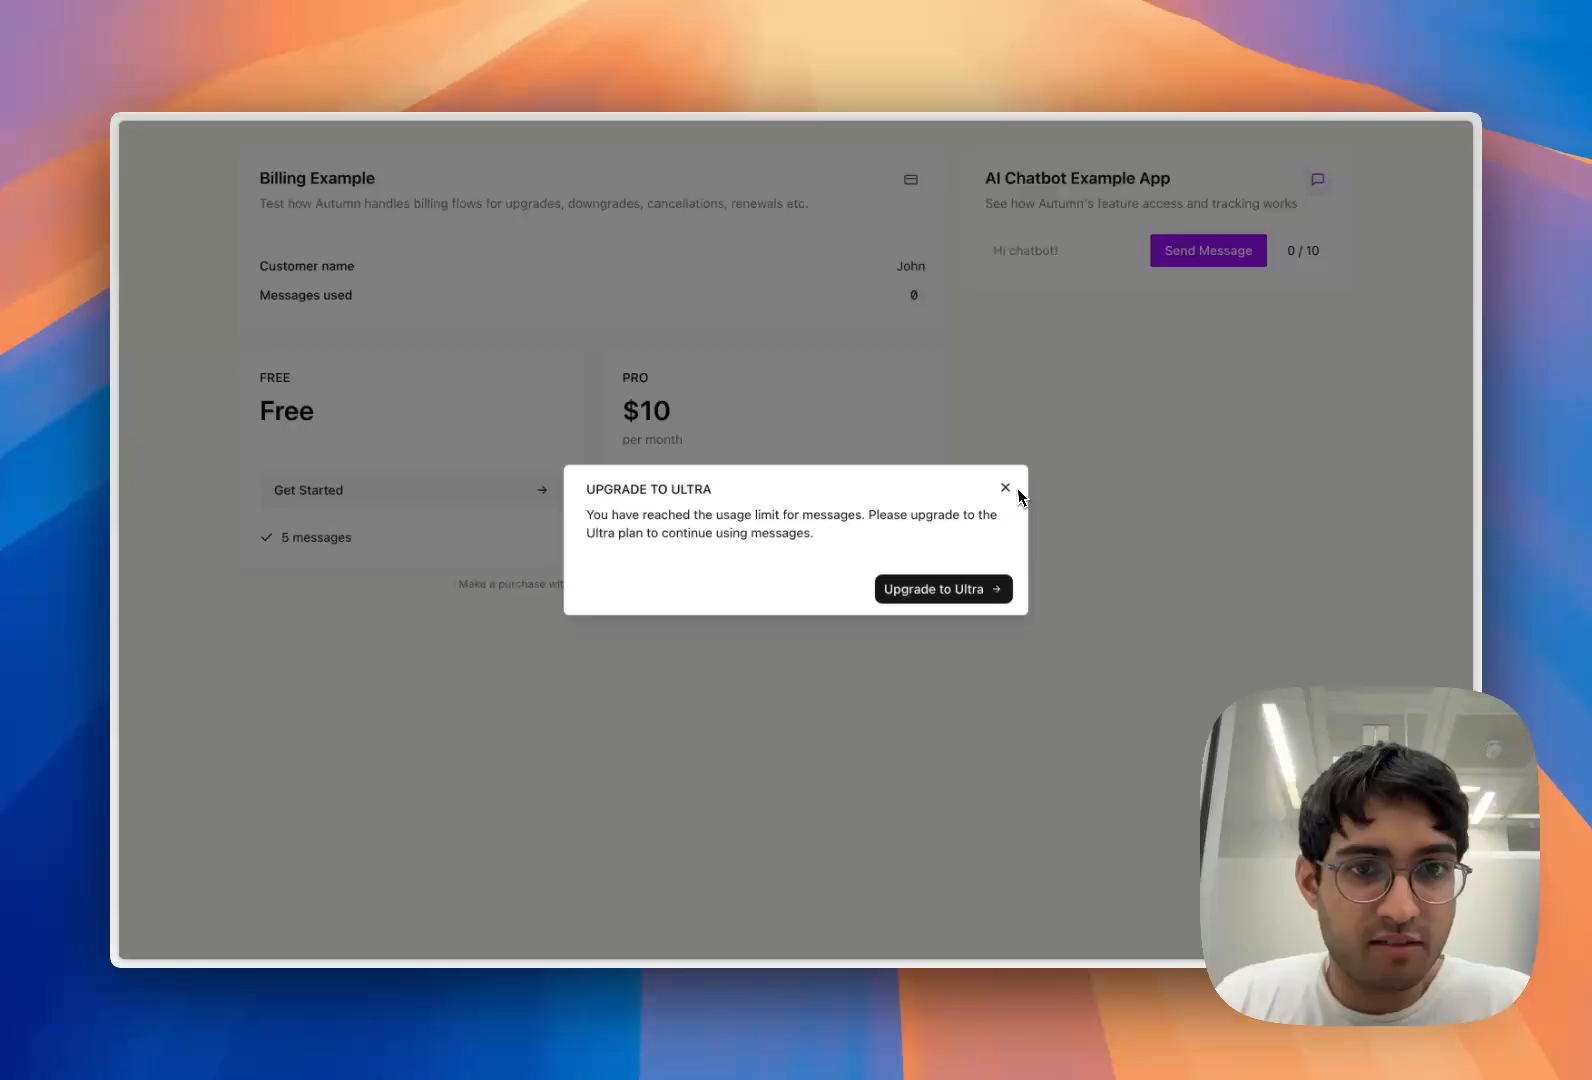 Billing Example
Test how Autumn handles billing flows for upgrades, downgrades, cancellations, renewals etc.
Customer name John
Messages used 0
AI Chatbot Example App
See how Autumn's feature access and tracking works
Hi chatbot!
Send Message
0 / 10
FREE
Free
Get Started →
✓ 5 messages
PRO
$10
per month
Make a purchase
UPGRADE TO ULTRA
You have reached the usage limit for messages. Please upgrade to the
Ultra plan to continue using messages.
Upgrade to Ultra →